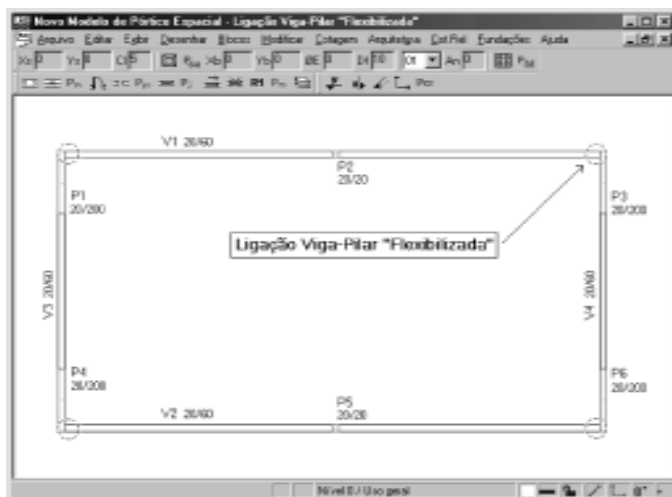 Novo Modelo de Pórtico Espacial - Ligação Viga-Pilar "Flexibilizada"
Arquivo Editar Exibir Desenhar Blocos Modificar Cotagem Arquitetura Fundações Ajuda
V1 20/60
P2
20/20
P1
20/200
P3
20/200
Ligação Viga-Pilar "Flexibilizada"
V3 20/60
V4 20/60
P4
20/200
P6
20/200
P5
20/20
V2 20/60
Nível 0 / Uso geral